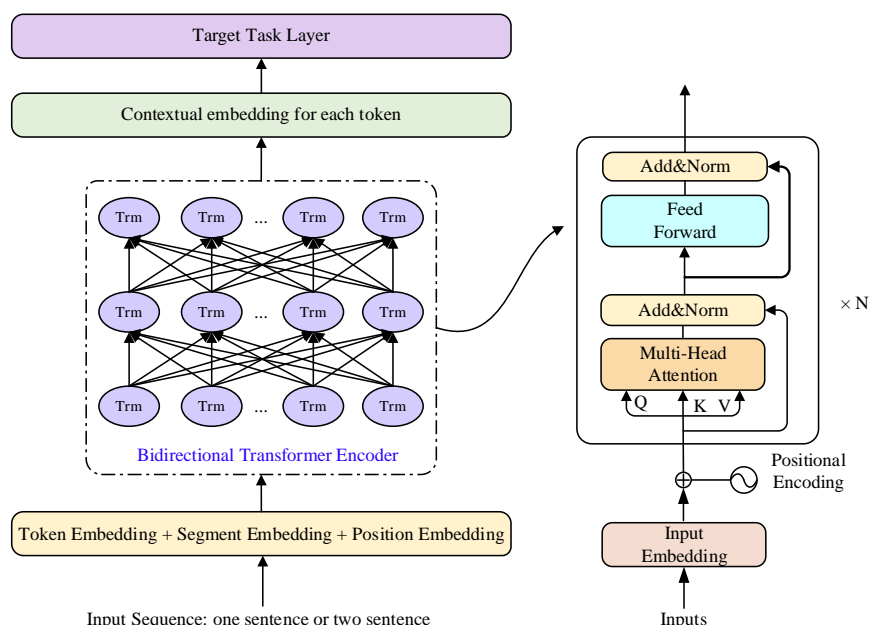 Target Task Layer
Contextual embedding for each token
Trm Trm ... Trm Trm
Trm Trm ... Trm Trm
Trm Trm ... Trm Trm
Bidirectional Transformer Encoder
Token Embedding + Segment Embedding + Position Embedding
Input Sequence: one sentence or two sentence
Add&Norm
Feed
Forward
Add&Norm
Multi-Head
Attention
Q K V
× N
Positional
Encoding
Input
Embedding
Inputs